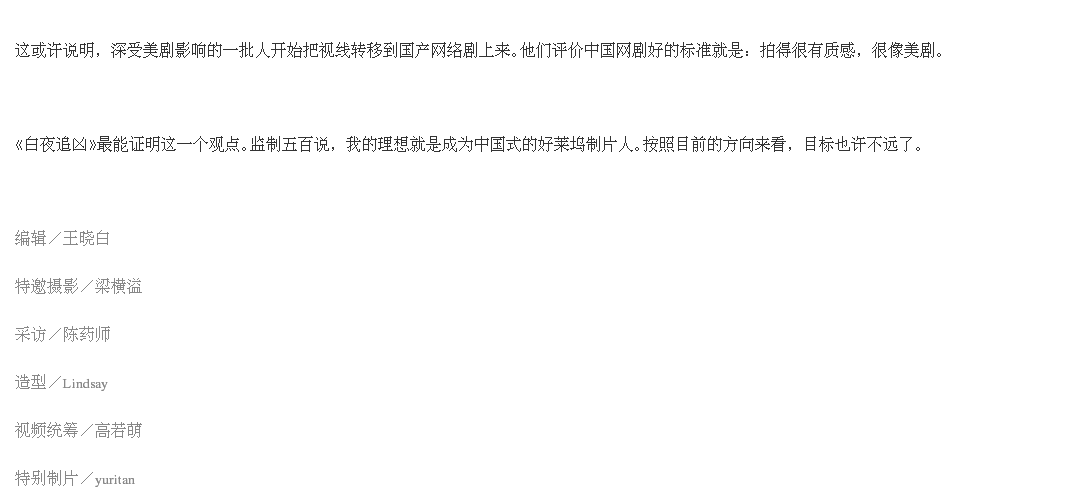 这或许说明，深受美剧影响的一批人开始把视线转移到国产网络剧上来。他们评价中国网剧好的标准就是：拍得很有质感，很像美剧。
《白夜追凶》最能证明这一个观点。监制五百说，我的理想就是成为中国式的好莱坞制片人。按照目前的方向来看，目标也许不远了。
编辑／王晓白
特邀摄影／梁横溢
采访／陈药师
造型／Lindsay
视频统筹／高若萌
特别制片／yuritan